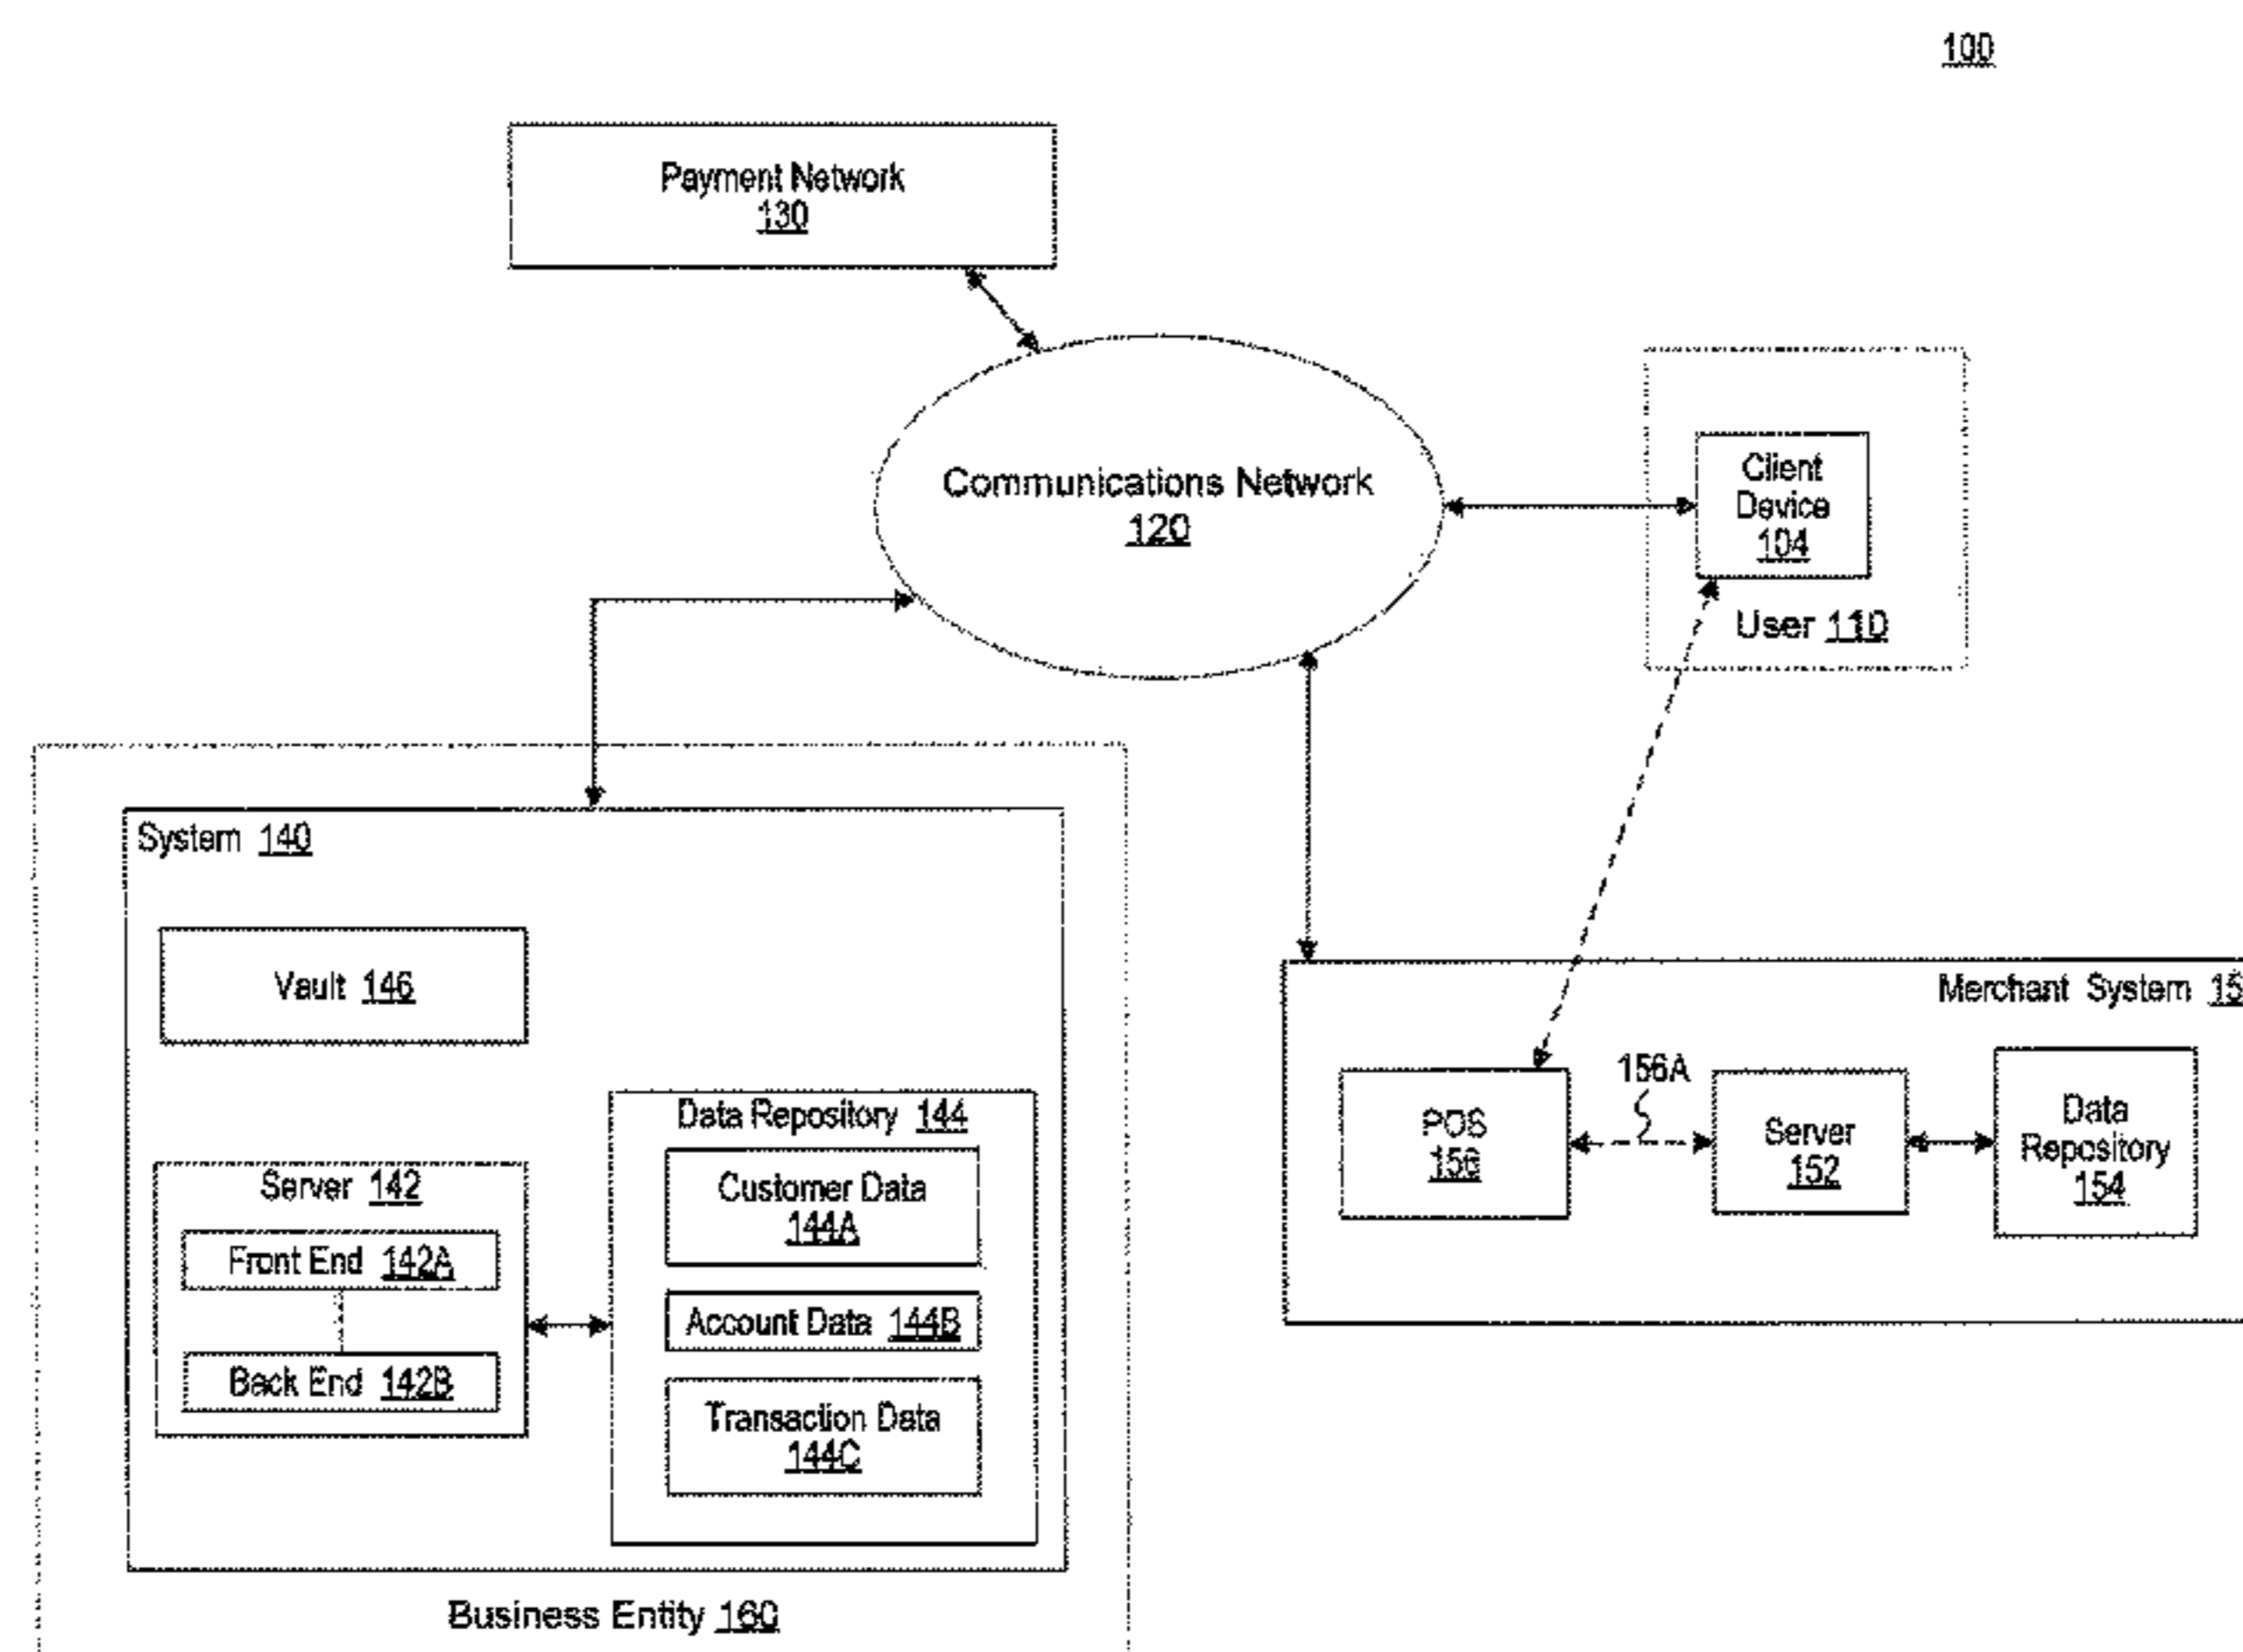 100
Payment Network
130
Communications Network
120
Client
Device
104
User 110
System 140
Vault 146
Data Repository 144
Customer Data
144A
Account Data 144B
Transaction Data
144C
Server 142
Front End 142A
Back End 142B
Business Entity 160
Merchant System 15
POS
156
156A
Server
152
Data
Repository
154